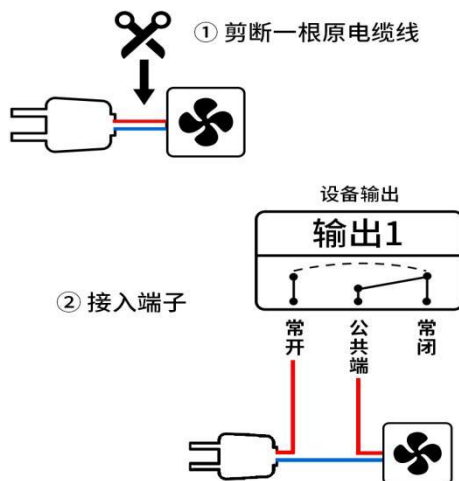 ① 剪断一根原电缆线
设备输出
输出1
② 接入端子
常开
公共端
常闭